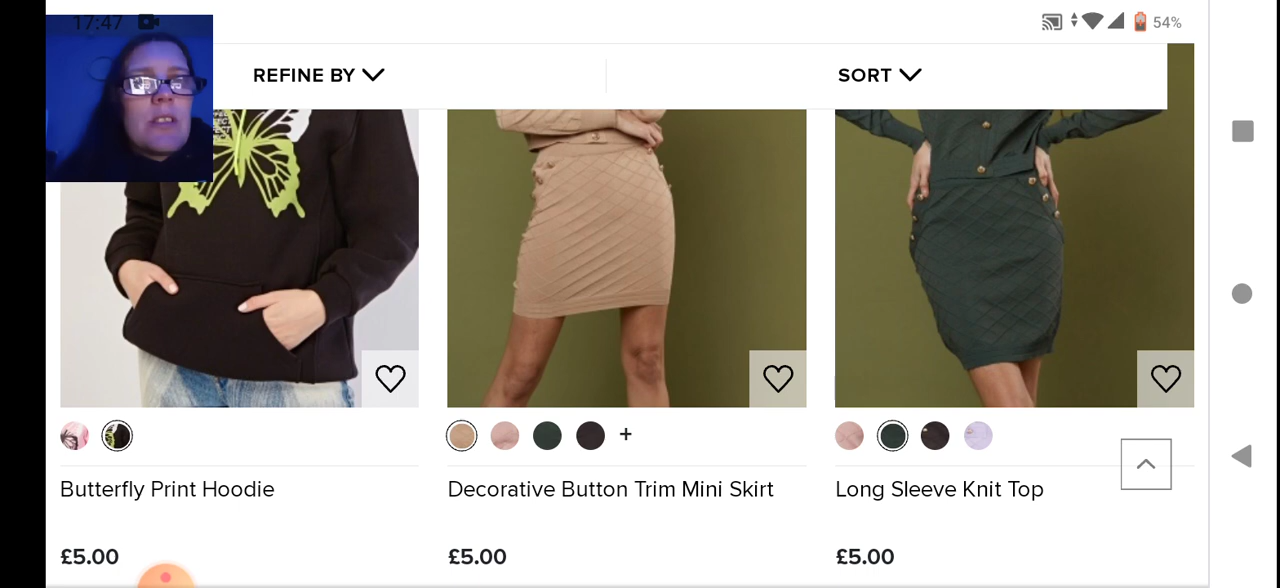 17:47
54%
REFINE BY
SORT
Butterfly Print Hoodie
Decorative Button Trim Mini Skirt
Long Sleeve Knit Top
£5.00
£5.00
£5.00